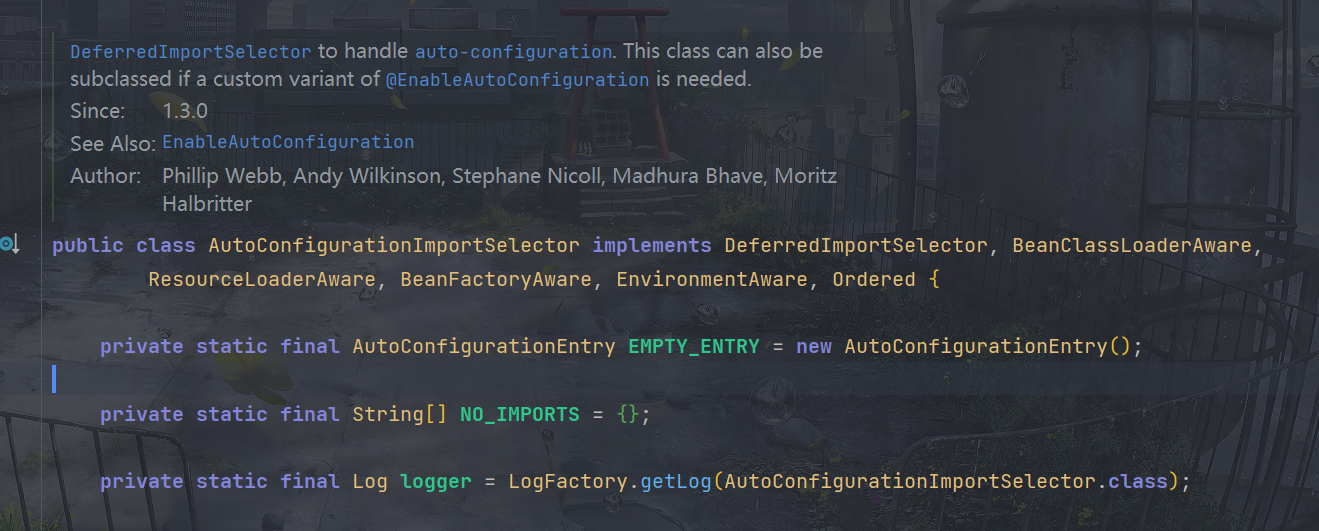 DeferredImportSelector to handle auto-configuration. This class can also be
subclassed if a custom variant of @EnableAutoConfiguration is needed.
Since: 1.3.0
See Also: EnableAutoConfiguration
Author: Phillip Webb, Andy Wilkinson, Stephane Nicoll, Madhura Bhave, Moritz
Halbritter
public class AutoConfigurationImportSelector implements DeferredImportSelector, BeanClassLoaderAware,
ResourceLoaderAware, BeanFactoryAware, EnvironmentAware, Ordered {
private static final AutoConfigurationEntry EMPTY_ENTRY = new AutoConfigurationEntry();
private static final String[] NO_IMPORTS = {};
private static final Log logger = LogFactory.getLog(AutoConfigurationImportSelector.class);